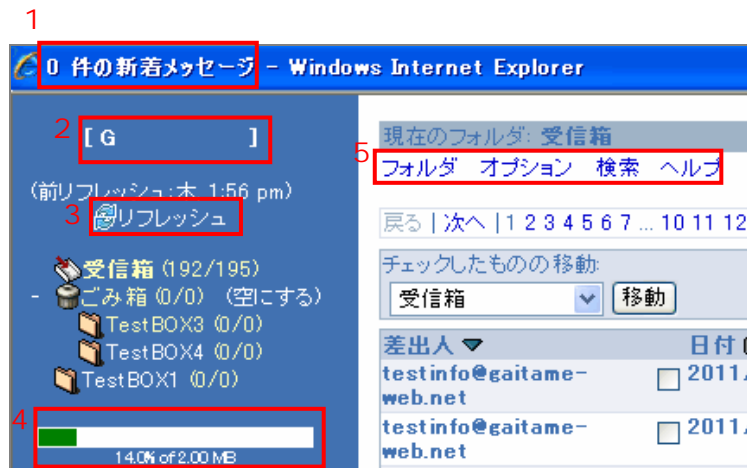 1
0 件の新着メッセージ - Windows Internet Explorer
2
[ G ]
(前リフレッシュ:木, 1:56 pm)
3
リフレッシュ
受信箱 (192/195)
- ごみ箱 (0/0) (空にする)
TestBOX3 (0/0)
TestBOX4 (0/0)
TestBOX1 (0/0)
4
14.0% of 2.00 MB
現在のフォルダ: 受信箱
5
フォルダ オプション 検索 ヘルプ
戻る | 次へ | 1 2 3 4 5 6 7 ... 10 11 12
チェックしたものの移動:
受信箱 移動
差出人 日付
testinfo@gaitame-web.net 2011
testinfo@gaitame-web.net 2011